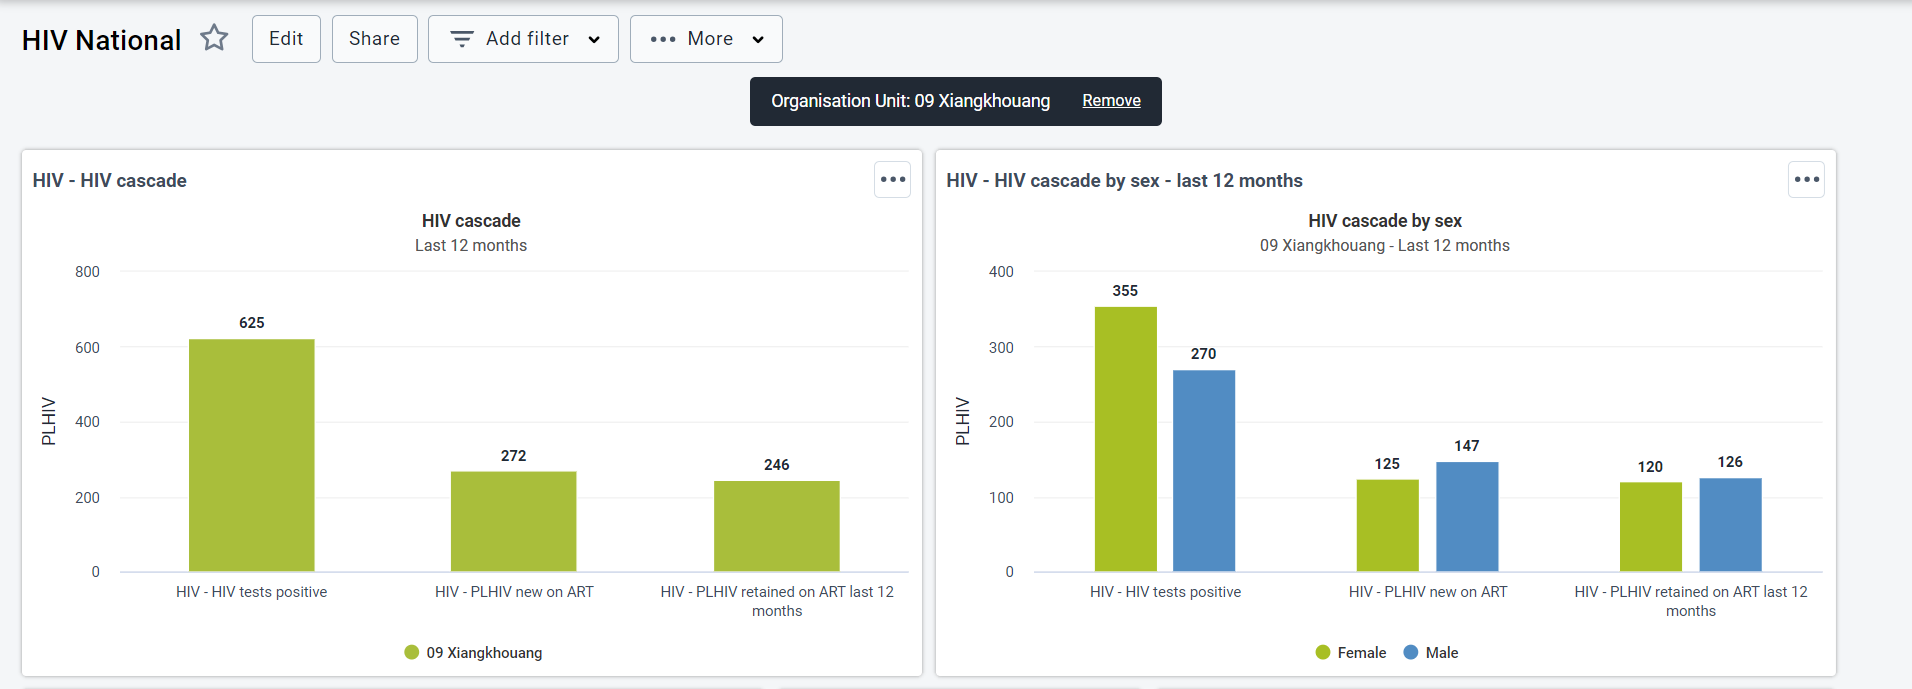 HIV National
Edit
Share
Add filter
More
Organisation Unit: 09 Xiangkhouang Remove
HIV - HIV cascade
HIV cascade
Last 12 months
PLHIV
800
600
400
200
0
625
272
246
HIV - HIV tests positive
HIV - PLHIV new on ART
HIV - PLHIV retained on ART last 12
months
09 Xiangkhouang
HIV - HIV cascade by sex - last 12 months
HIV cascade by sex
09 Xiangkhouang - Last 12 months
PLHIV
400
300
200
100
0
355
270
125
147
120
126
HIV - HIV tests positive
HIV - PLHIV new on ART
HIV - PLHIV retained on ART last 12
months
Female
Male